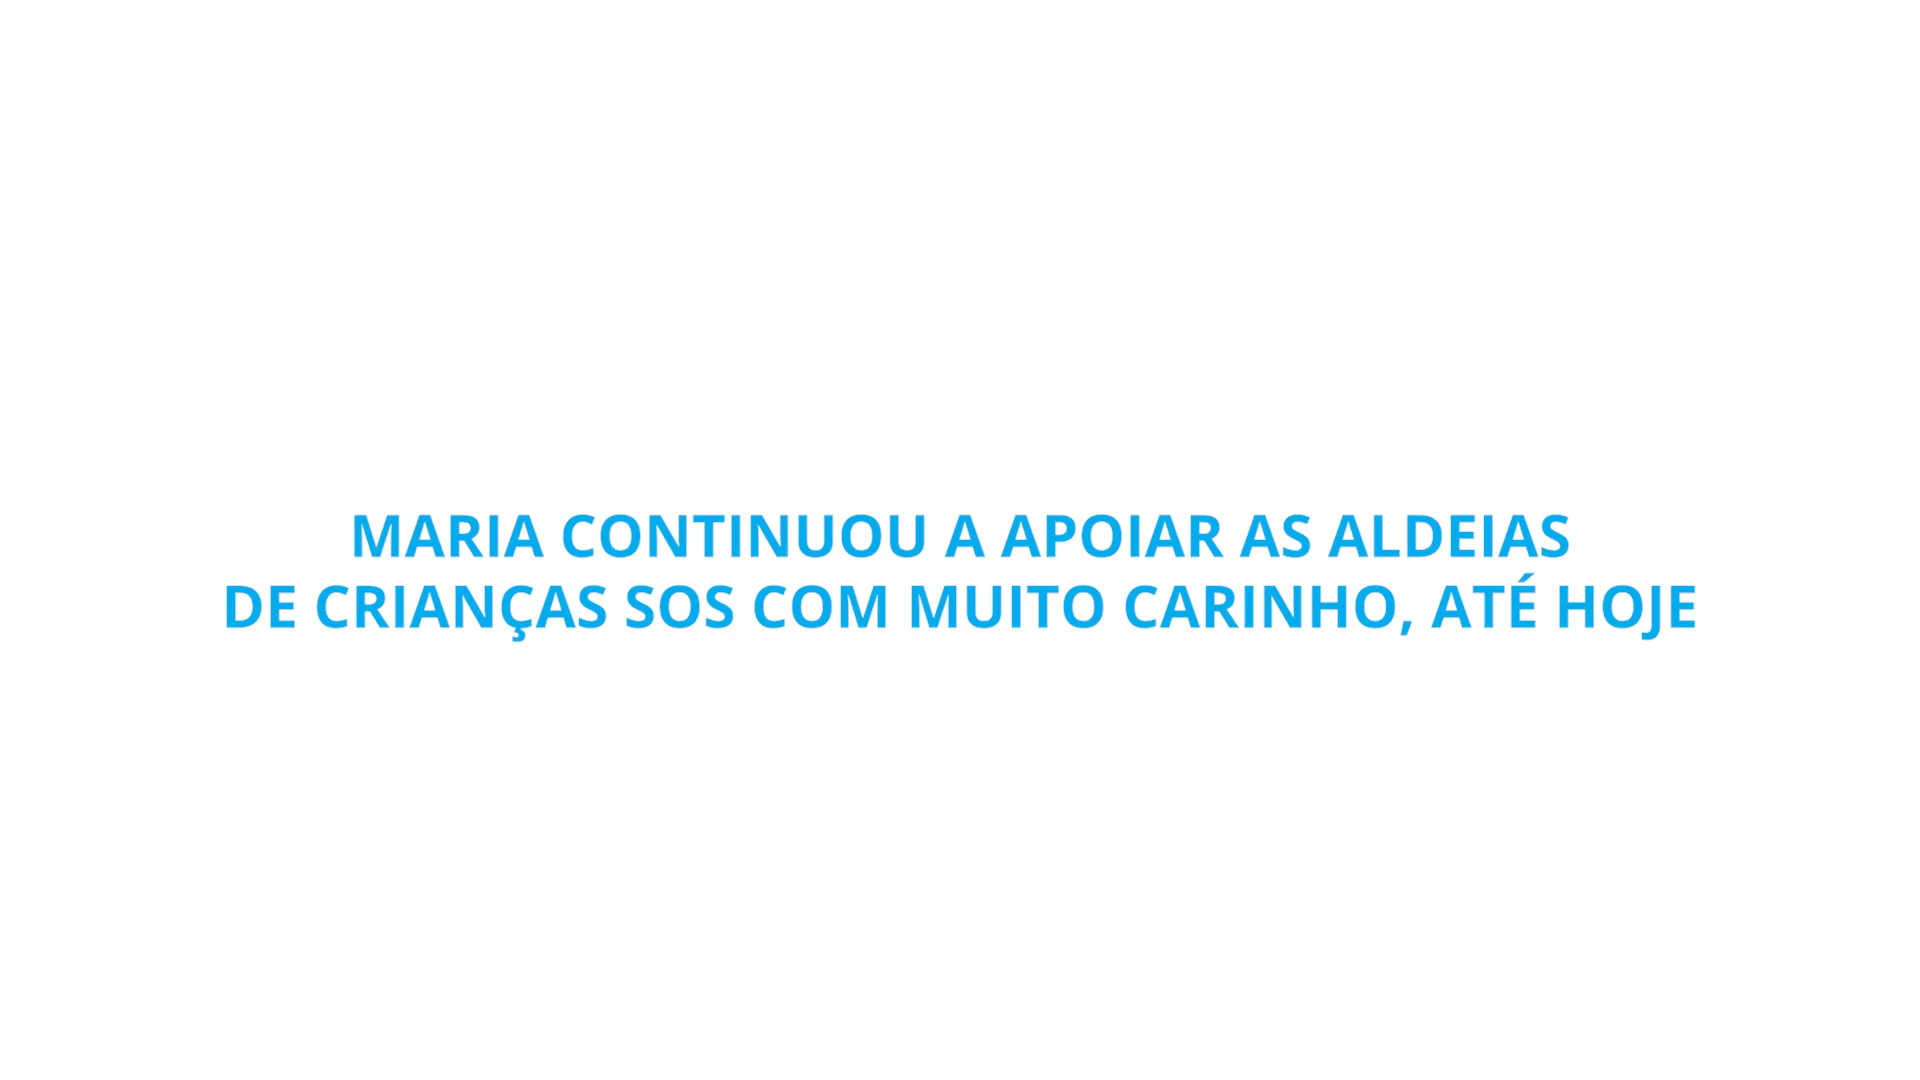 MARIA CONTINUOU A APOIAR AS ALDEIAS
DE CRIANÇAS SOS COM MUITO CARINHO, ATÉ HOJE